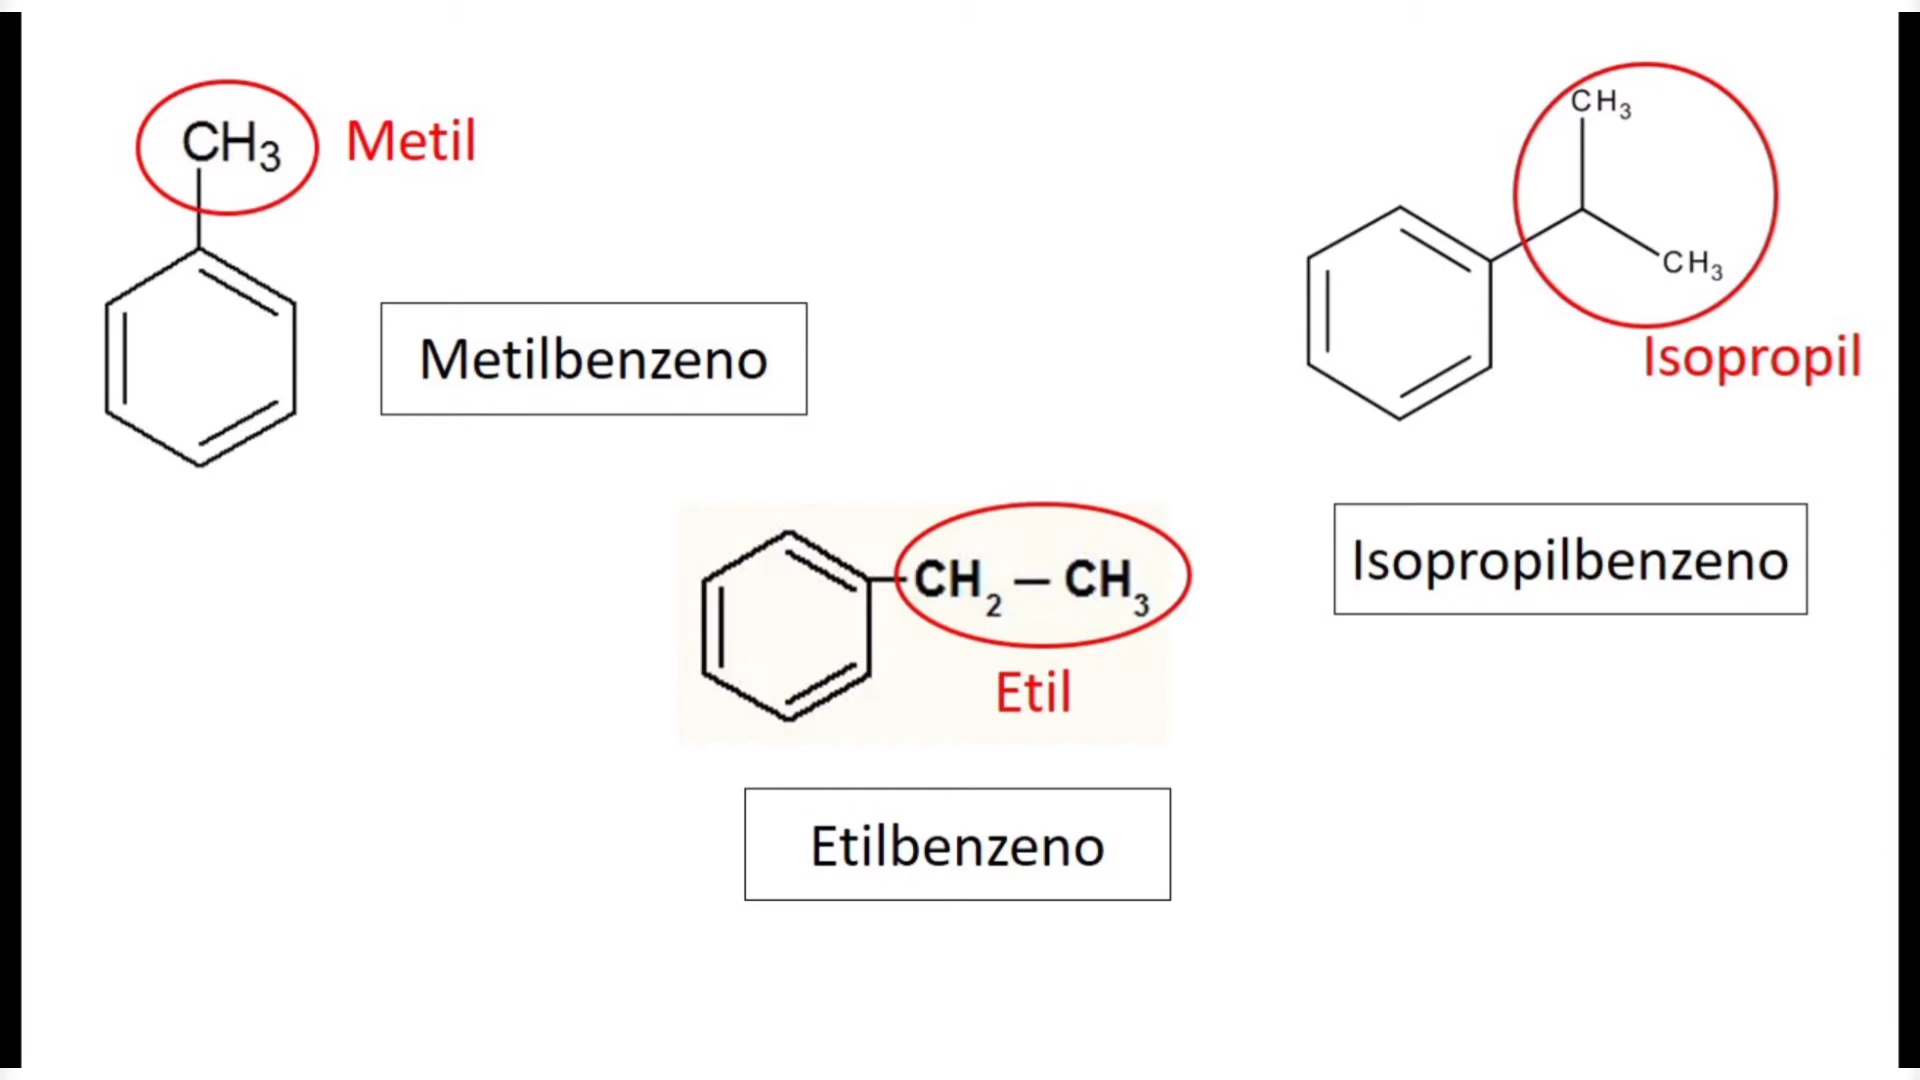 CH3
Metil
Metilbenzeno
CH3
CH3
Isopropil
Isopropilbenzeno
CH2 – CH3
Etil
Etilbenzeno